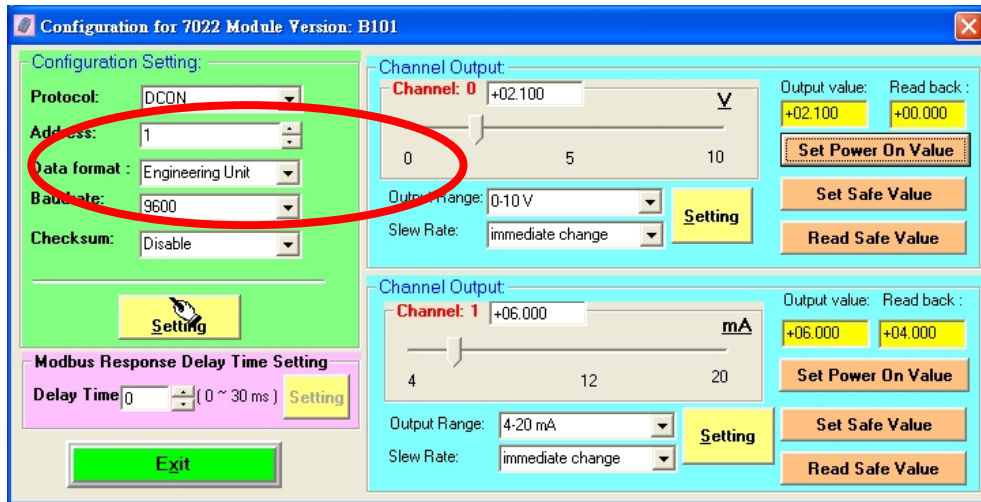 Configuration for 7022 Module Version: B101
Configuration Setting:
Protocol: DCON
Address: 1
Data format : Engineering Unit
Baudrate: 9600
Checksum: Disable
Setting
Modbus Response Delay Time Setting
Delay Time 0 ( 0 ~ 30 ms ) Setting
Exit
Channel Output:
Channel: 0 +02.100
V
0 5 10
Output Range: 0-10 V
Slew Rate: immediate change
Setting
Output value: Read back :
+02.100 +00.000
Set Power On Value
Set Safe Value
Read Safe Value
Channel Output:
Channel: 1 +06.000
mA
4 12 20
Output Range: 4-20 mA
Slew Rate: immediate change
Setting
Output value: Read back :
+06.000 +04.000
Set Power On Value
Set Safe Value
Read Safe Value